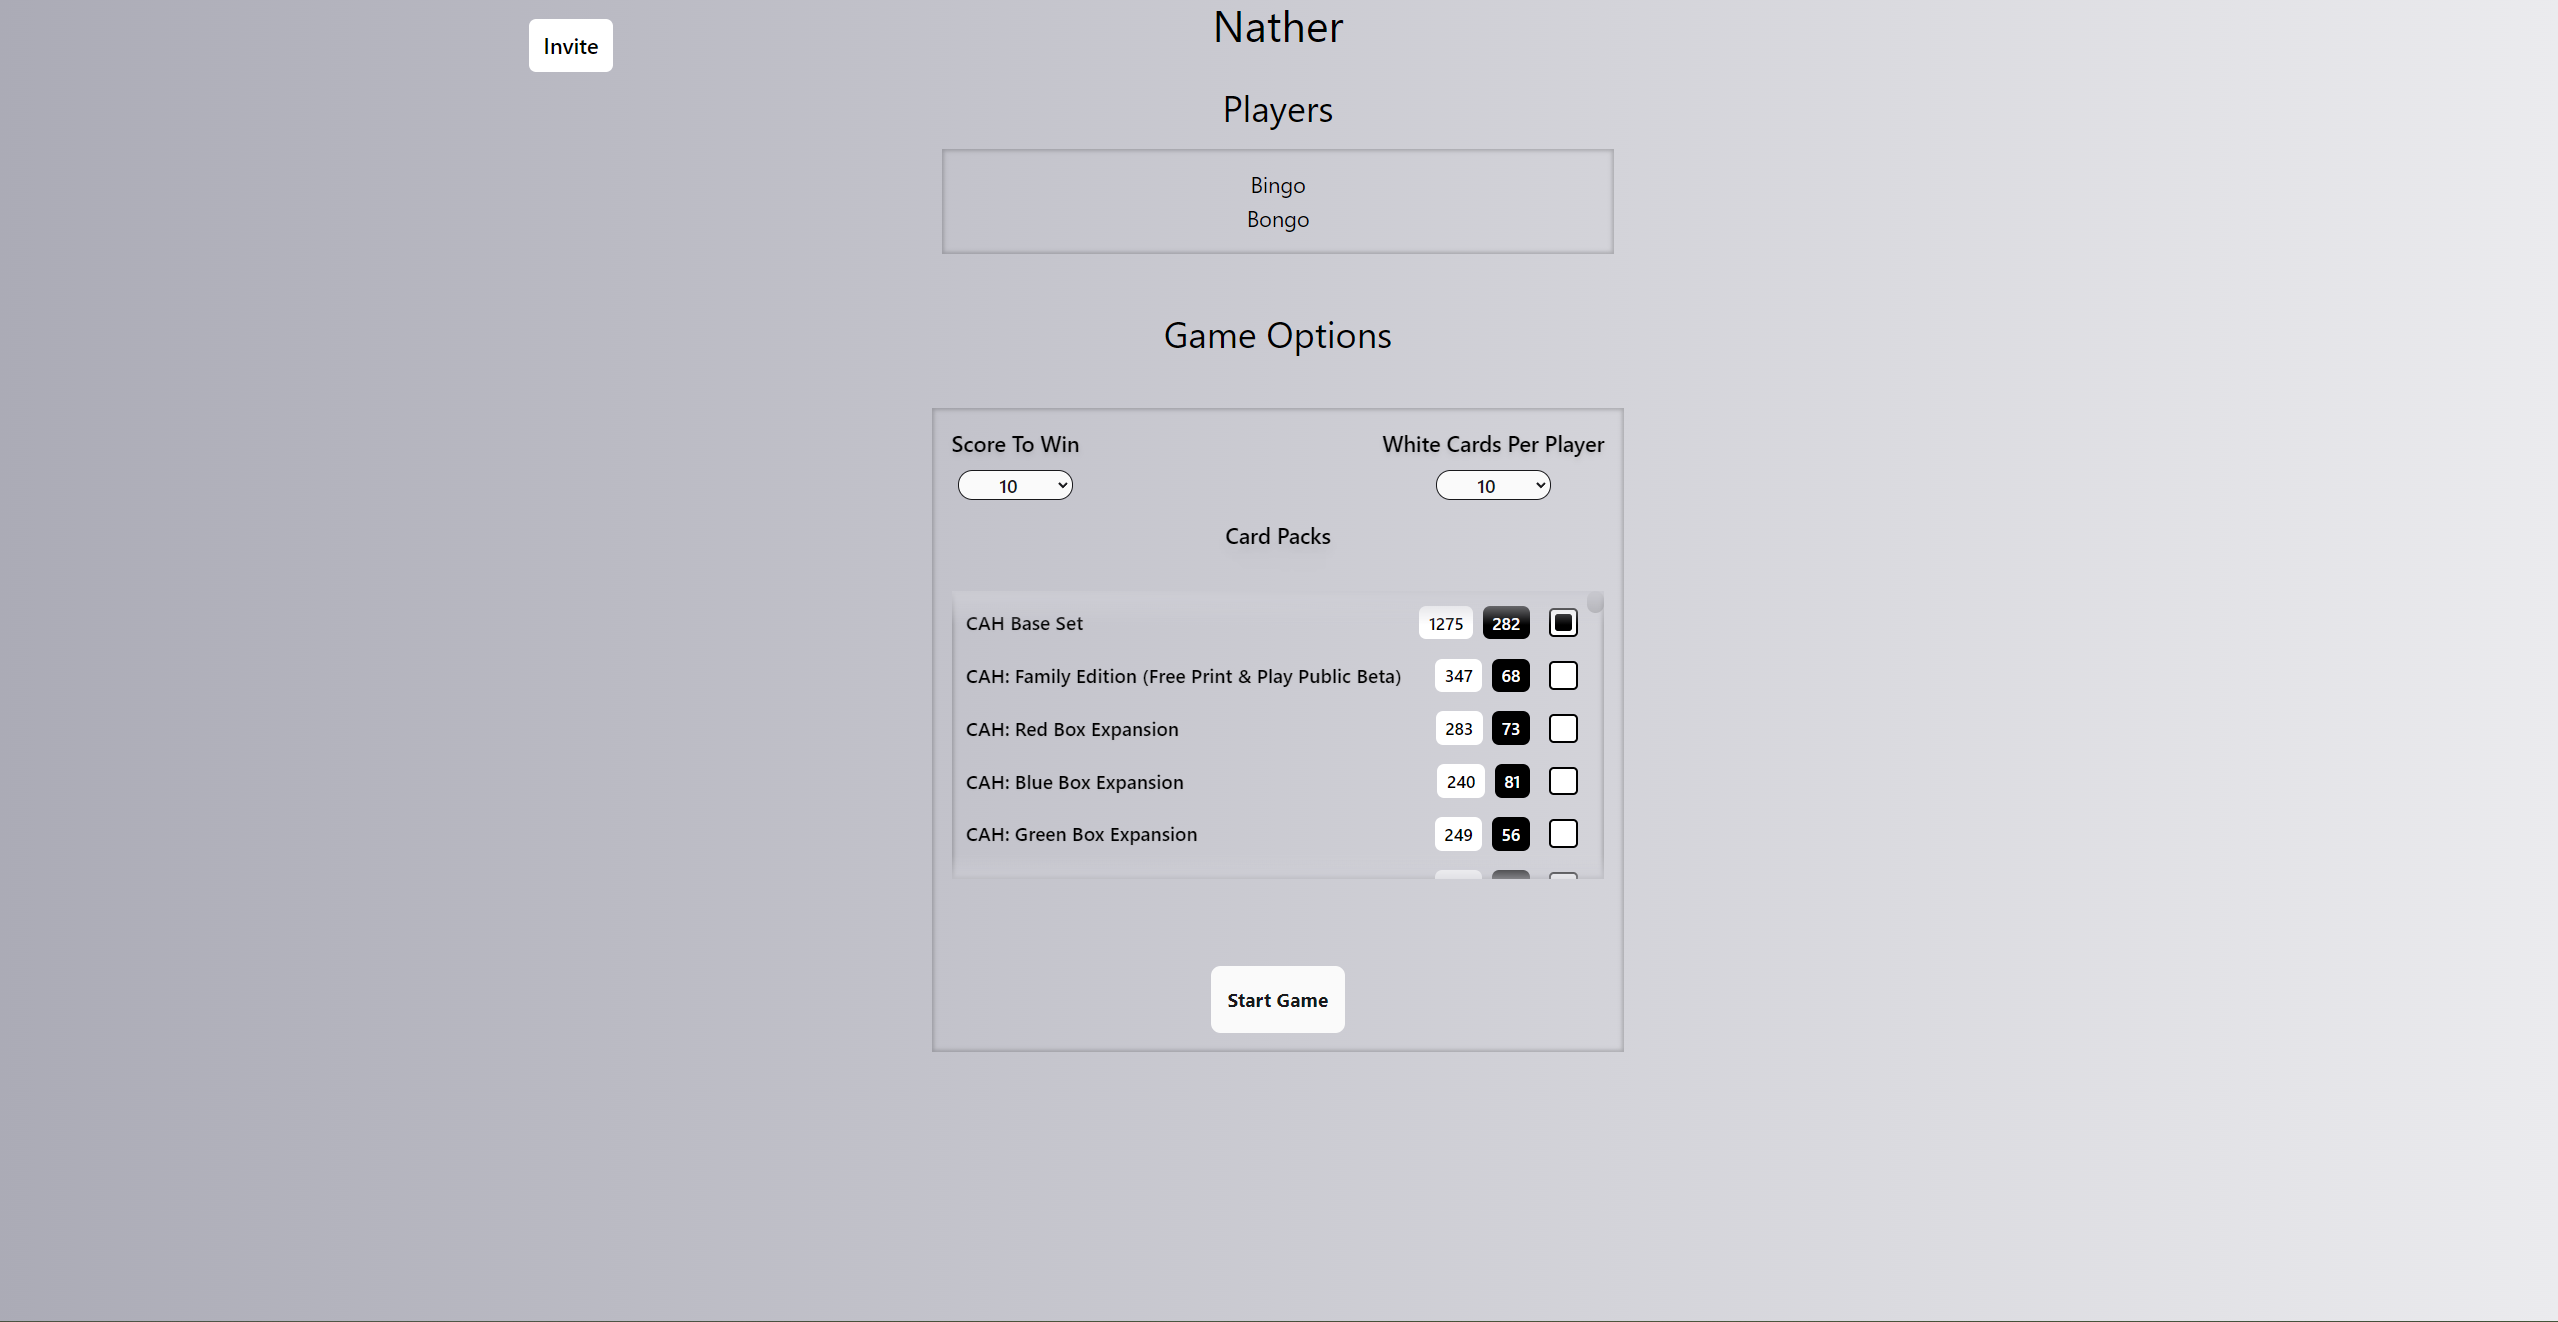 Invite
Nather
Players
Bingo
Bongo
Game Options
Score To Win
White Cards Per Player
10
10
Card Packs
CAH Base Set 1275 282
CAH: Family Edition (Free Print & Play Public Beta) 347 68
CAH: Red Box Expansion 283 73
CAH: Blue Box Expansion 240 81
CAH: Green Box Expansion 249 56
Start Game